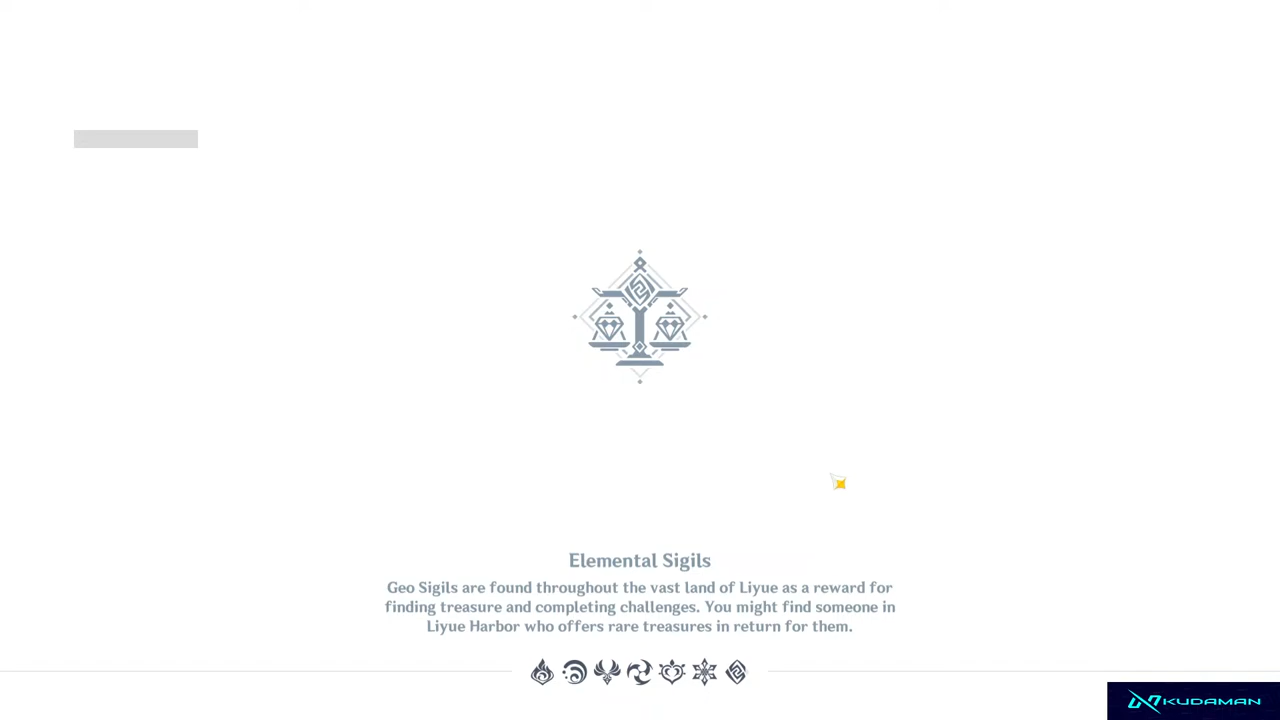 Elemental Sigils
Geo Sigils are found throughout the vast land of Liyue as a reward for
finding treasure and completing challenges. You might find someone in
Liyue Harbor who offers rare treasures in return for them.
KUDAMAN